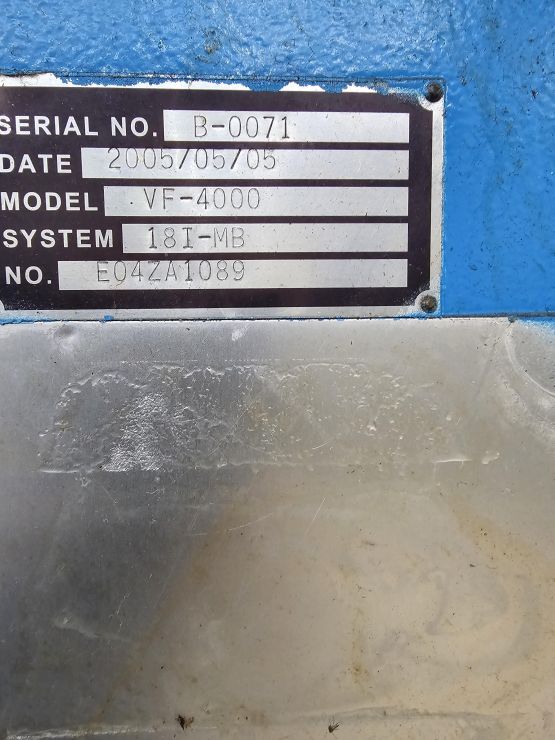 SERIAL NO. B-0071
DATE 2005/05/05
MODEL VF-4000
SYSTEM 18I-MB
NO. E04ZA1089